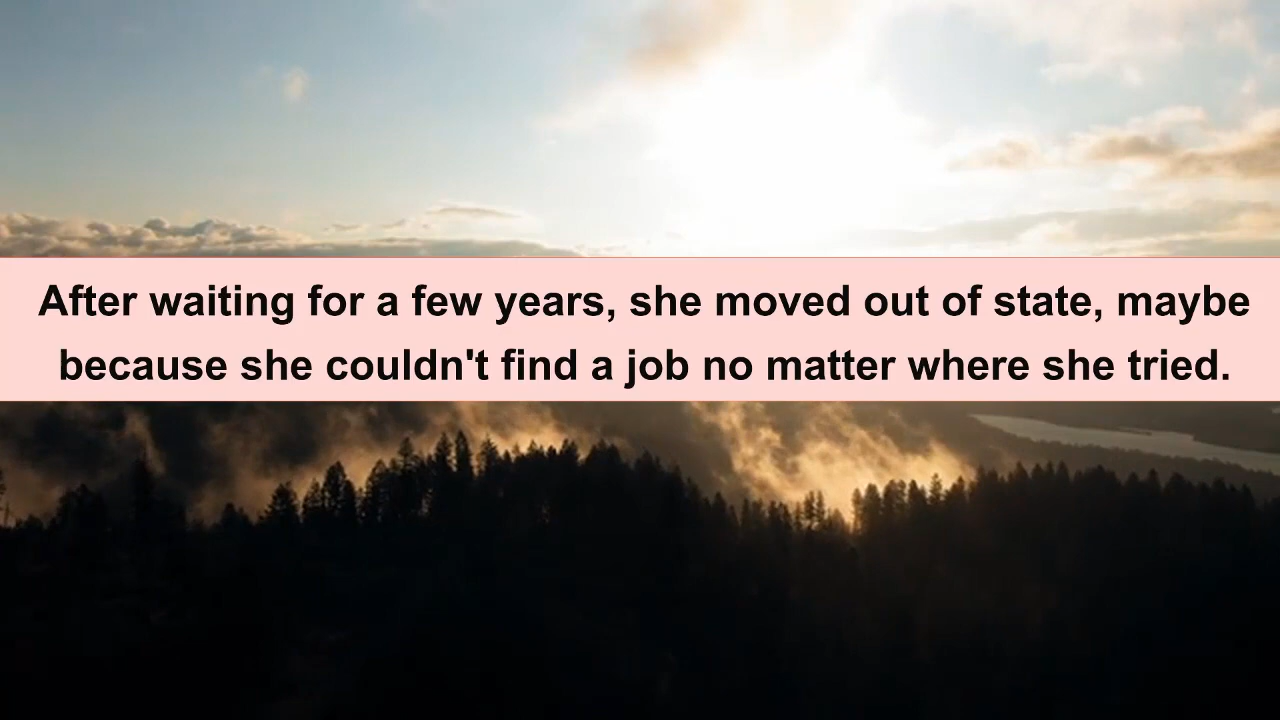 After waiting for a few years, she moved out of state, maybe
because she couldn't find a job no matter where she tried.